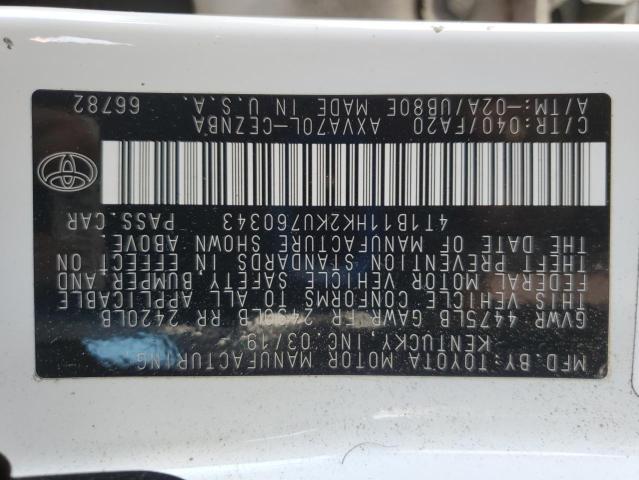 MFD.BY:TOYOTA MOTOR MANUFACTURING
KENTUCKY, INC 03/19
GVWR 4475LB GAWR FR 2490LB RR 2420LB
THIS VEHICLE CONFORMS TO ALL APPLICABLE
FEDERAL MOTOR VEHICLE SAFETY, BUMPER AND
THEFT PREVENTION STANDARDS IN EFFECT ON
THE DATE OF MANUFACTURE SHOWN ABOVE.
4T1B11HK2KU760343 PASS.CAR
C/TR:040/FA20 AXVA70L-CEZNBA
A/TM:-02A/UB80E MADE IN U.S.A. 66782